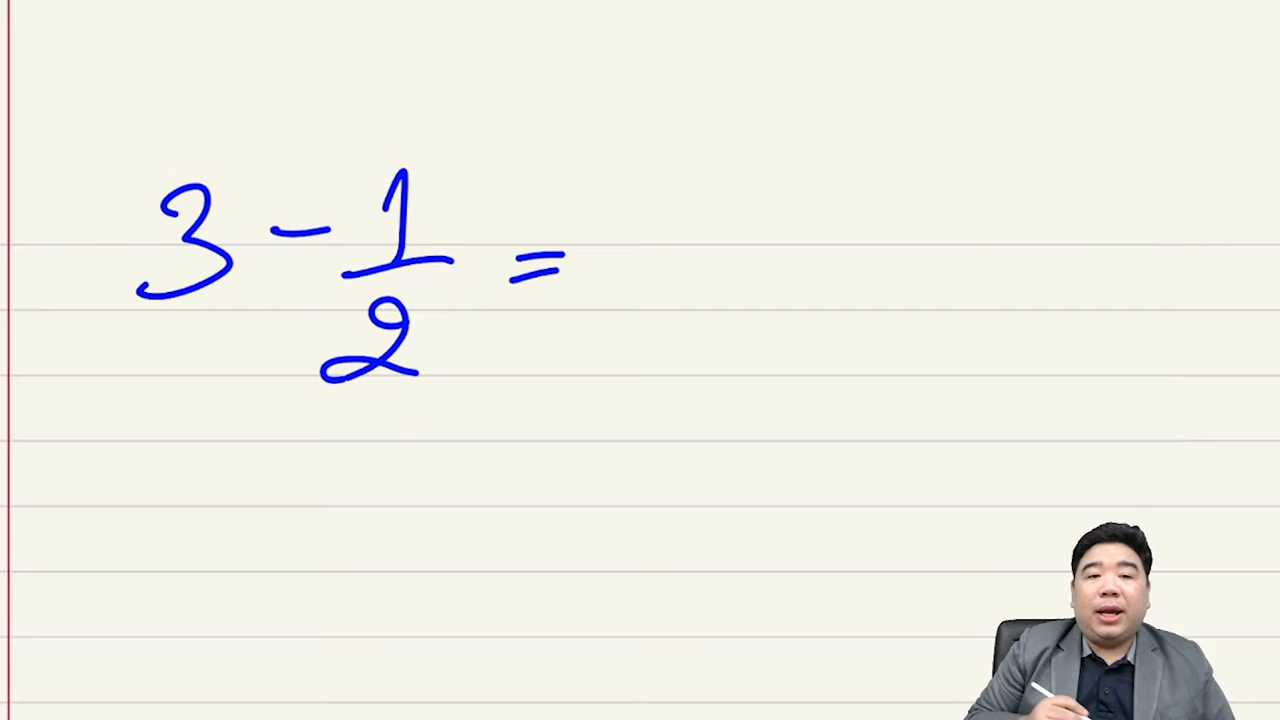 3 - 1/2 =